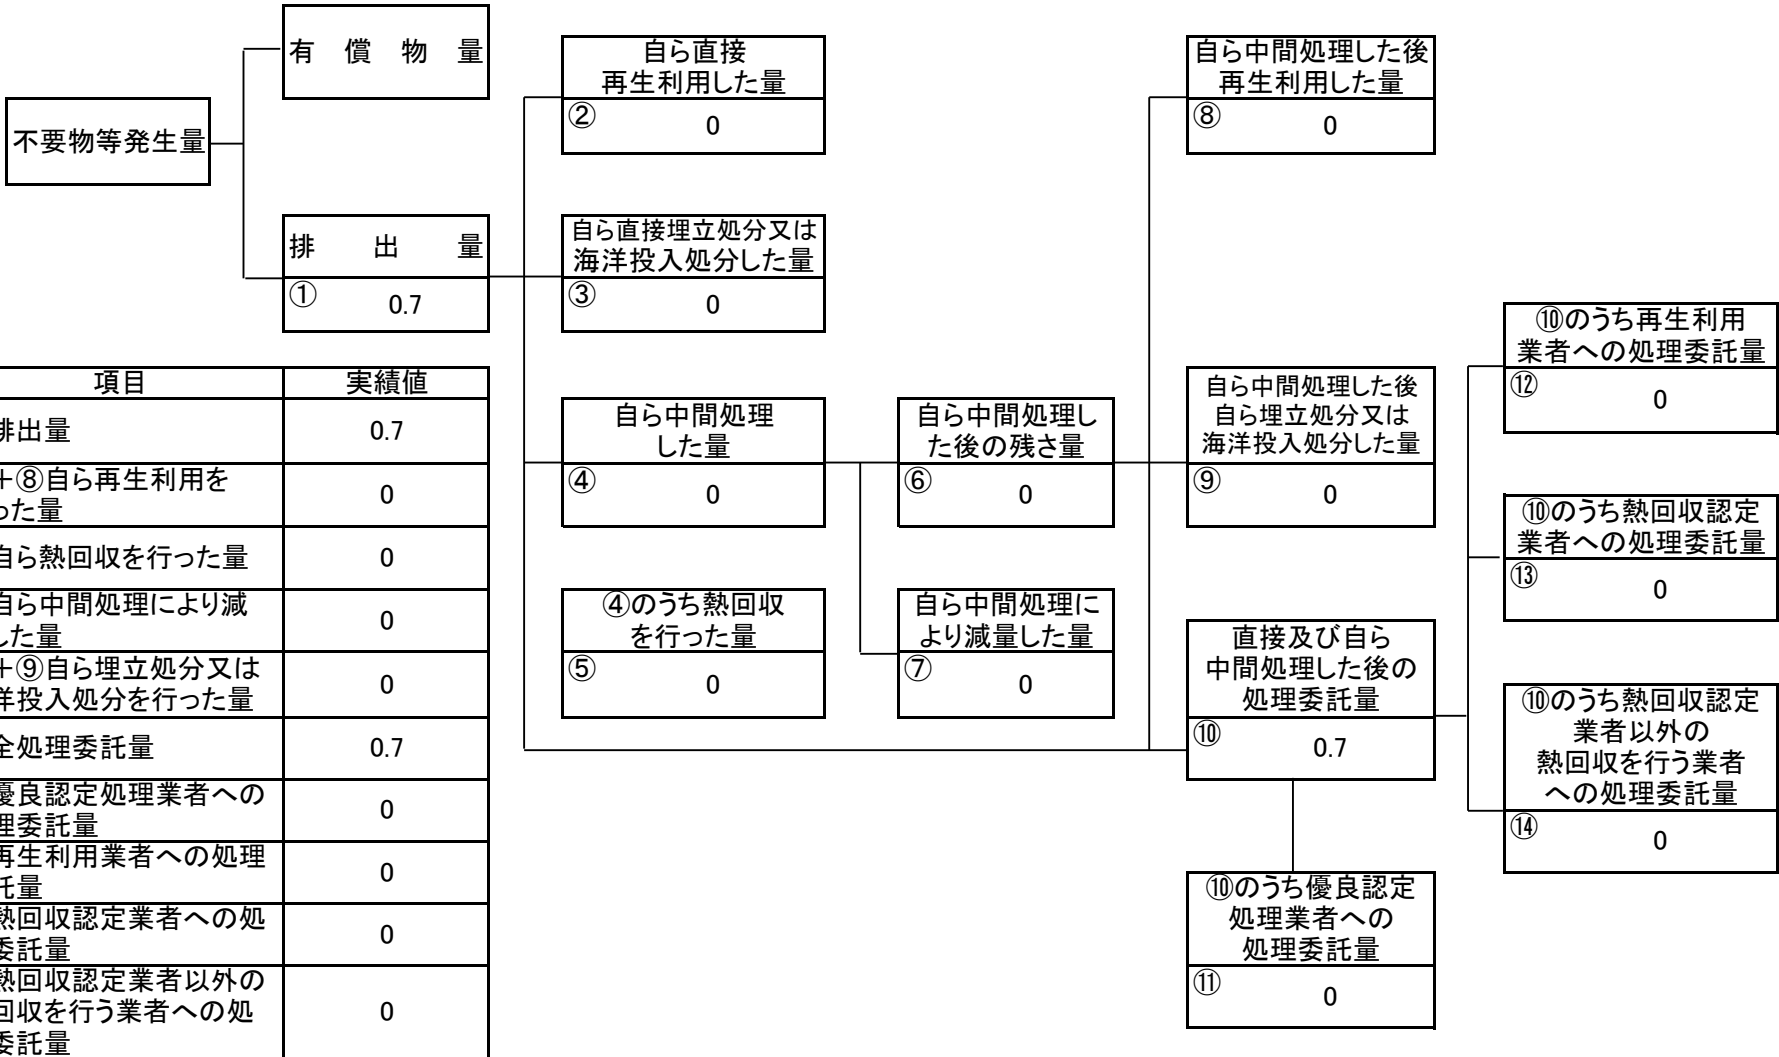 有償物量
不要物等発生量
排出量
① 0.7
自ら直接
再生利用した量
② 0
自ら直接埋立処分又は
海洋投入処分した量
③ 0
自ら中間処理
した量
④ 0
④のうち熱回収
を行った量
⑤ 0
自ら中間処理し
た後の残さ量
⑥ 0
自ら中間処理に
より減量した量
⑦ 0
自ら中間処理した後
再生利用した量
⑧ 0
自ら中間処理した後
自ら埋立処分又は
海洋投入処分した量
⑨ 0
直接及び自ら
中間処理した後の
処理委託量
⑩ 0.7
⑩のうち優良認定
処理業者への
処理委託量
⑪ 0
⑩のうち再生利用
業者への処理委託量
⑫ 0
⑩のうち熱回収認定
業者への処理委託量
⑬ 0
⑩のうち熱回収認定
業者以外の
熱回収を行う業者
への処理委託量
⑭ 0
項目 実績値
排出量 0.7
+⑧自ら再生利用を
った量 0
自ら熱回収を行った量 0
自ら中間処理により減
した量 0
+⑨自ら埋立処分又は
洋投入処分を行った量 0
全処理委託量 0.7
優良認定処理業者への
理委託量 0
再生利用業者への処理
託量 0
熱回収認定業者への処
委託量 0
熱回収認定業者以外の
回収を行う業者への処
委託量 0